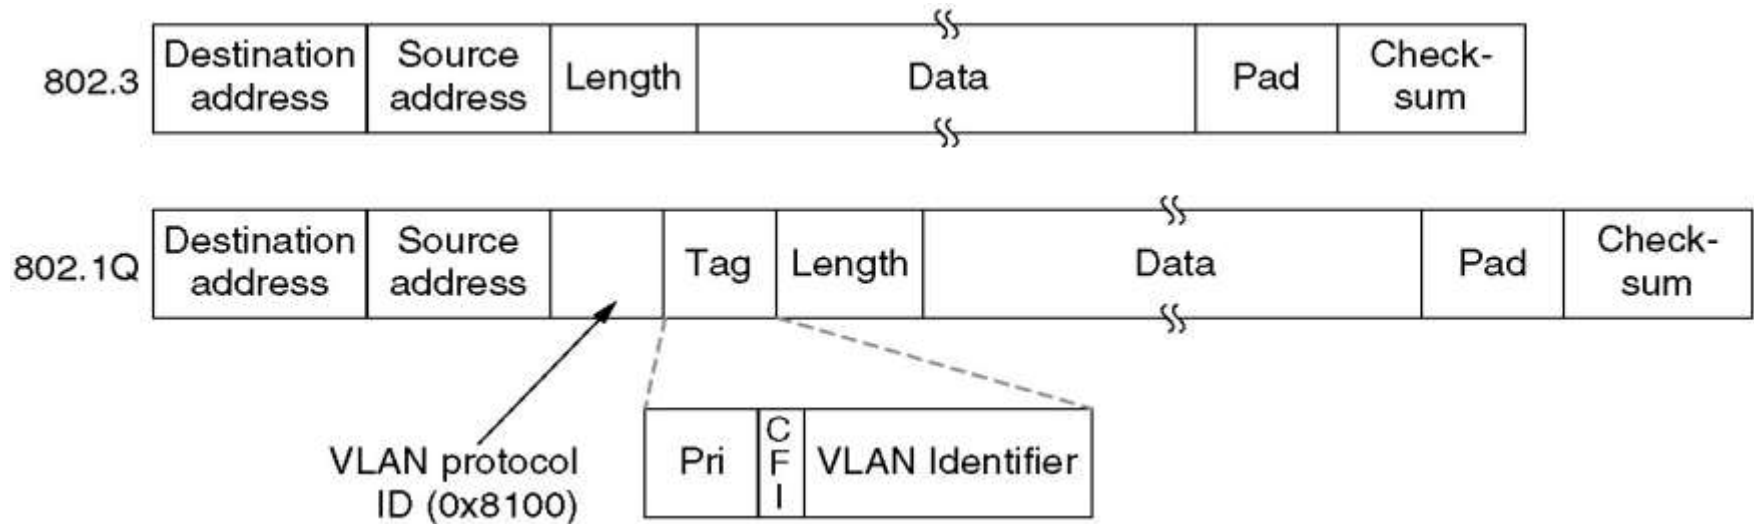 802.3
Destination address
Source address
Length
Data
Pad
Check-
sum
802.1Q
Destination address
Source address
Tag
Length
Data
Pad
Check-
sum
VLAN protocol
ID (0x8100)
Pri
CFI
VLAN Identifier